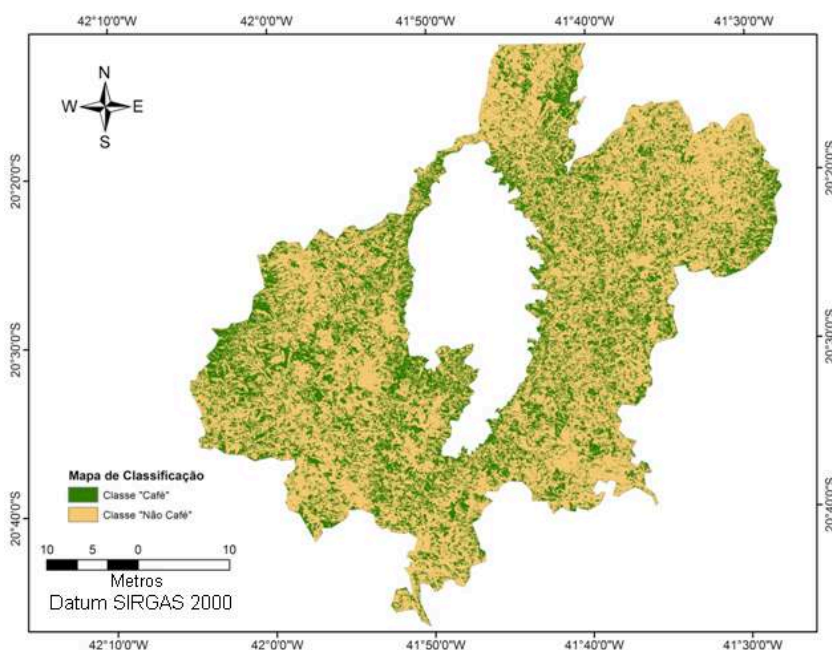 42°10'0"W 42°0'0"W 41°50'0"W 41°40'0"W 41°30'0"W
N
W E
S
20°20'0"S 20°20'0"S
20°30'0"S 20°30'0"S
20°40'0"S 20°40'0"S
Mapa de Classificação
Classe "Café"
Classe "Não Café"
10 5 0 10
Metros
Datum SIRGAS 2000
42°10'0"W 42°0'0"W 41°50'0"W 41°40'0"W 41°30'0"W